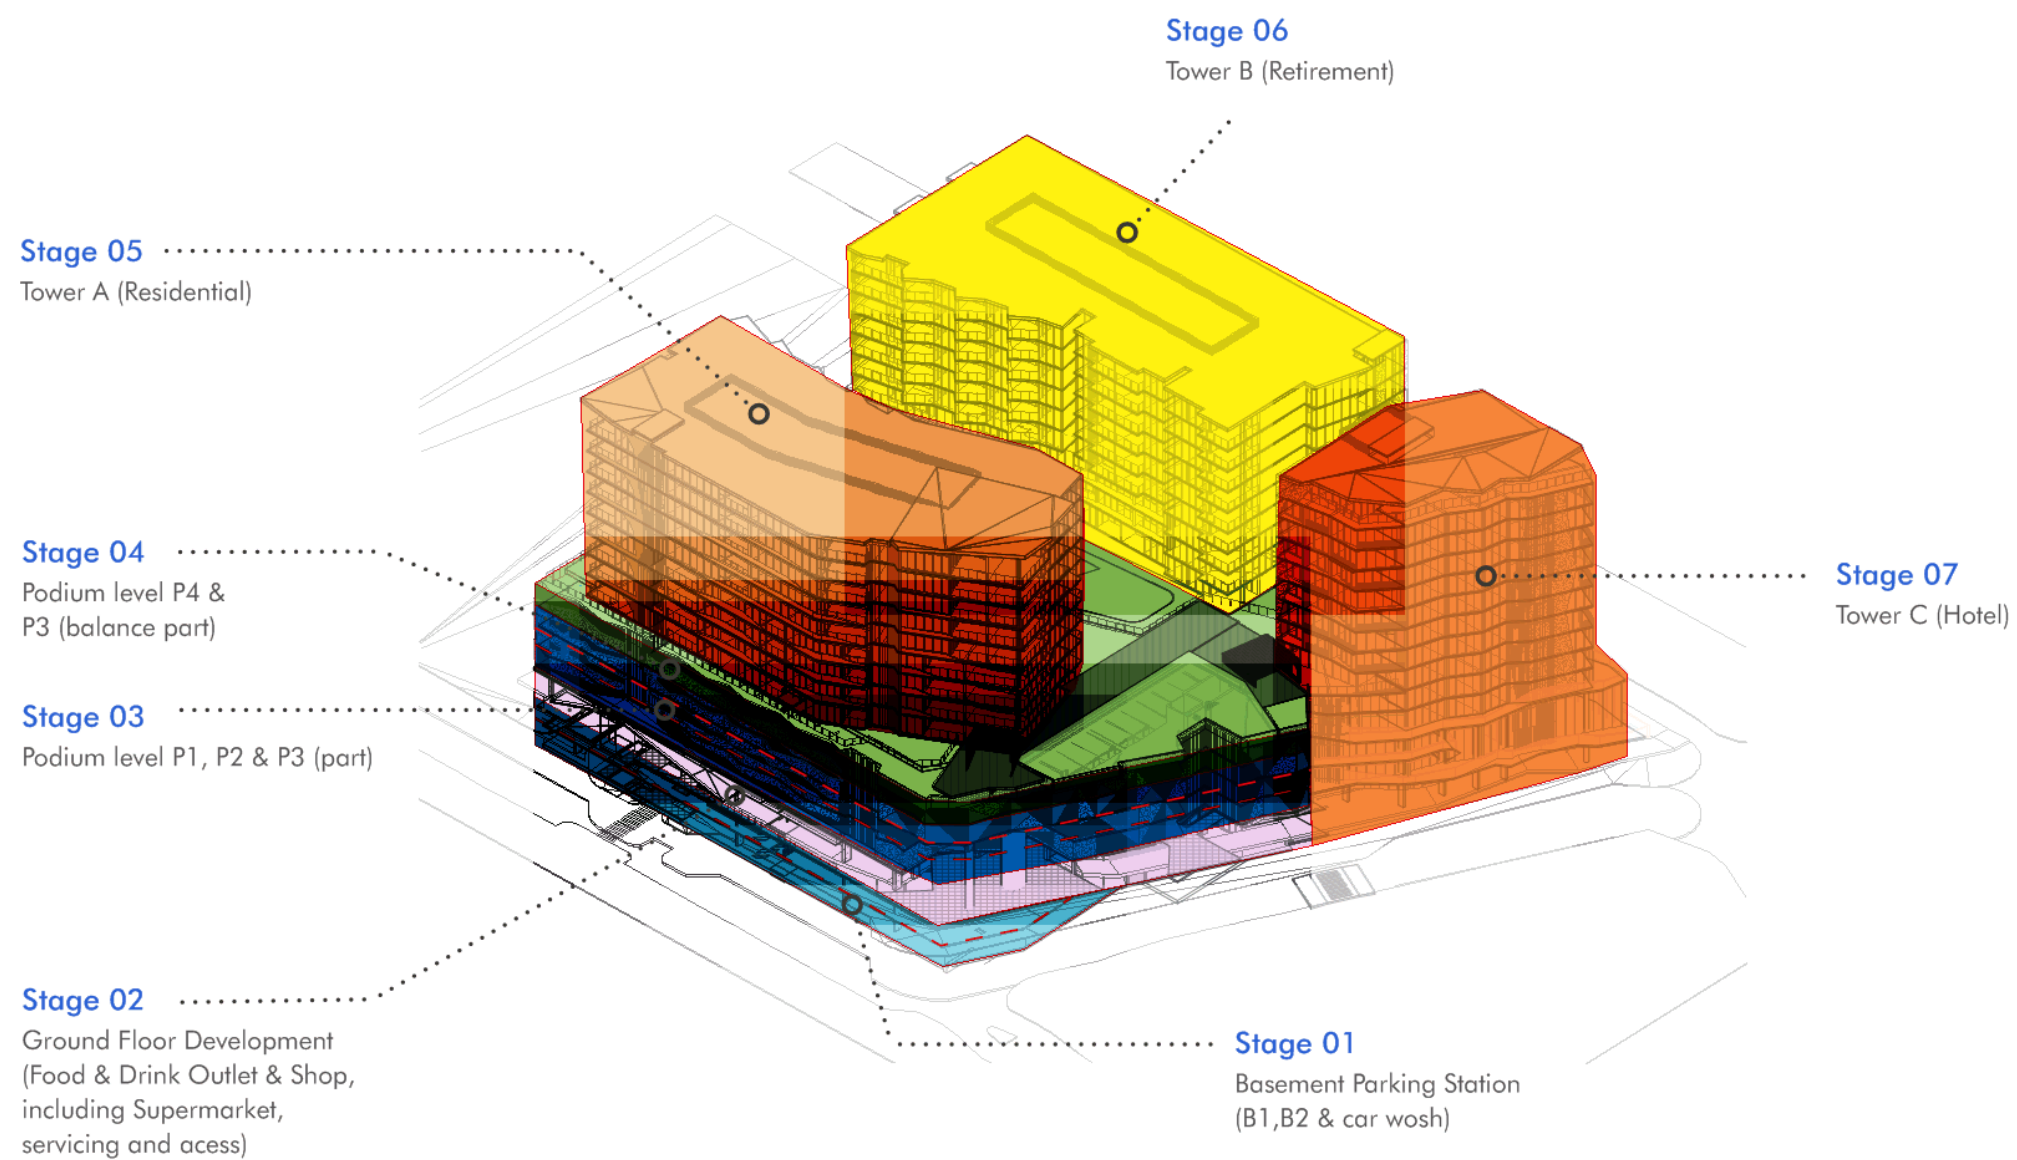 Stage 06
Tower B (Retirement)
Stage 05
Tower A (Residential)
Stage 04
Podium level P4 &
P3 (balance part)
Stage 07
Tower C (Hotel)
Stage 03
Podium level P1, P2 & P3 (part)
Stage 02
Ground Floor Development
(Food & Drink Outlet & Shop,
including Supermarket,
servicing and acess)
Stage 01
Basement Parking Station
(B1,B2 & car wosh)